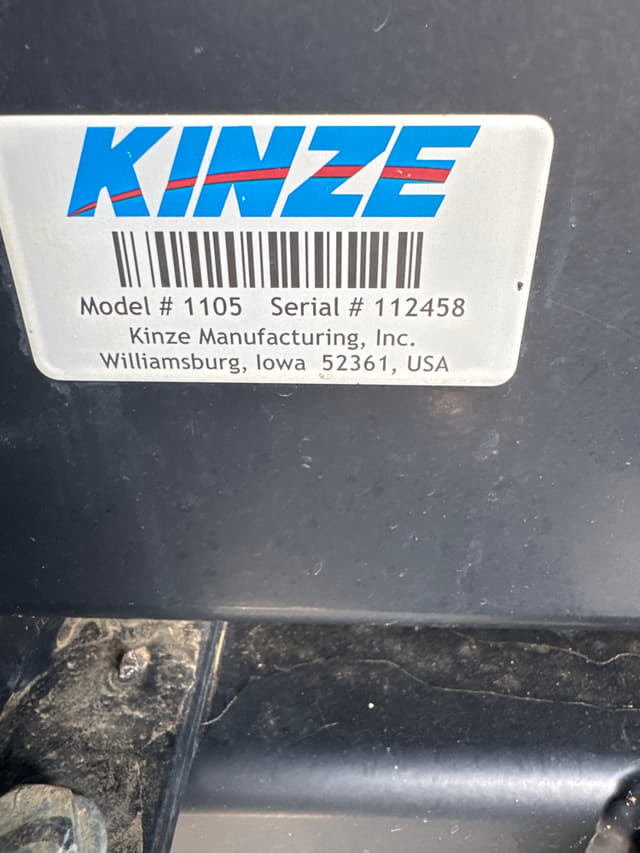 KINZE
Model # 1105 Serial # 112458
Kinze Manufacturing, Inc.
Williamsburg, Iowa 52361, USA